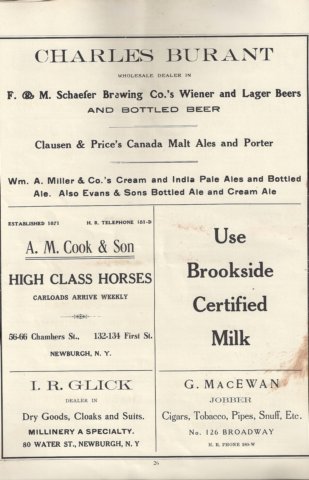 CHARLES BURANT
WHOLESALE DEALER IN
F. & M. Schaefer Brewing Co.'s Wiener and Lager Beers
AND BOTTLED BEER
Clausen & Price's Canada Malt Ales and Porter
Wm. A. Miller & Co.'s Cream and India Pale Ales and Bottled
Ale. Also Evans & Sons Bottled Ale and Cream Ale
ESTABLISHED 1871 H. R. TELEPHONE 161-D
A. M. Cook & Son
HIGH CLASS HORSES
CARLOADS ARRIVE WEEKLY
56-66 Chambers St., 132-134 First St.
NEWBURGH, N. Y.
Use
Brookside
Certified
Milk
I. R. GLICK
DEALER IN
Dry Goods, Cloaks and Suits.
MILLINERY A SPECIALTY.
80 WATER ST., NEWBURGH, N. Y
G. MacEWAN
JOBBER
Cigars, Tobacco, Pipes, Snuff, Etc.
No. 126 BROADWAY
H. R. PHONE
26